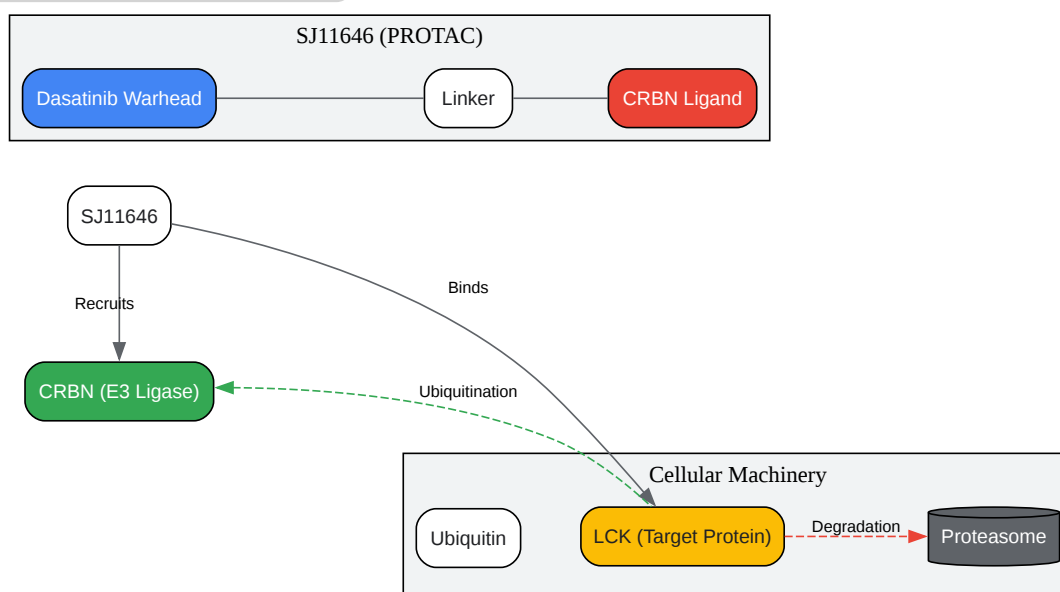 SJ11646 (PROTAC)
Dasatinib Warhead
Linker
CRBN Ligand
SJ11646
Binds
Recruits
CRBN (E3 Ligase)
Ubiquitination
Cellular Machinery
Ubiquitin
LCK (Target Protein)
Degradation
Proteasome